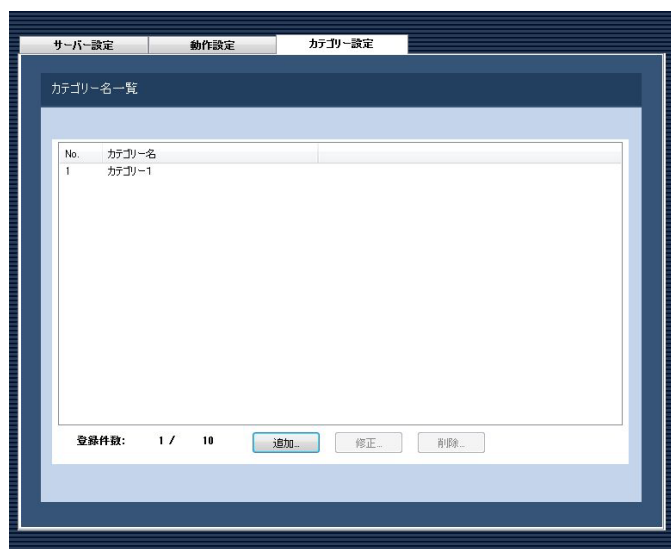 サーバー設定 動作設定 カテゴリー設定
カテゴリー名一覧
No. カテゴリー名
1 カテゴリー1
登録件数: 1 / 10 追加... 修正... 削除...